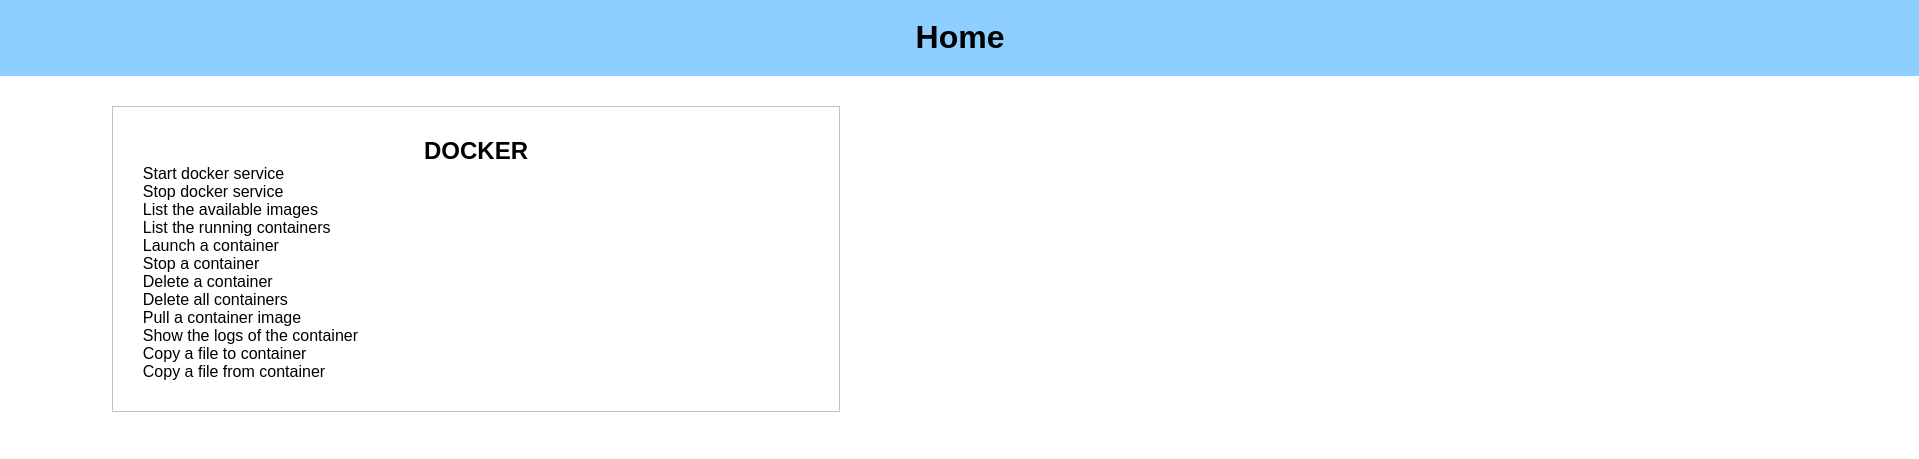 Home
DOCKER
Start docker service
Stop docker service
List the available images
List the running containers
Launch a container
Stop a container
Delete a container
Delete all containers
Pull a container image
Show the logs of the container
Copy a file to container
Copy a file from container